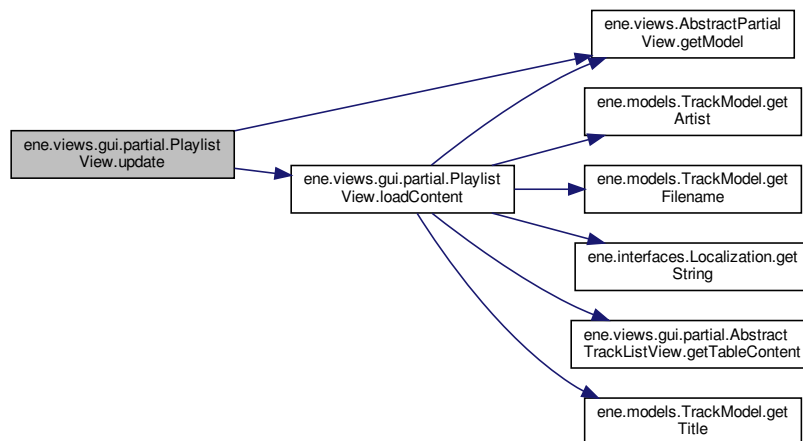 ene.views.AbstractPartial
View.getModel
ene.models.TrackModel.get
Artist
ene.views.gui.partial.Playlist
View.update
ene.views.gui.partial.Playlist
View.loadContent
ene.models.TrackModel.get
Filename
ene.interfaces.Localization.get
String
ene.views.gui.partial.Abstract
TrackListView.getTableContent
ene.models.TrackModel.get
Title